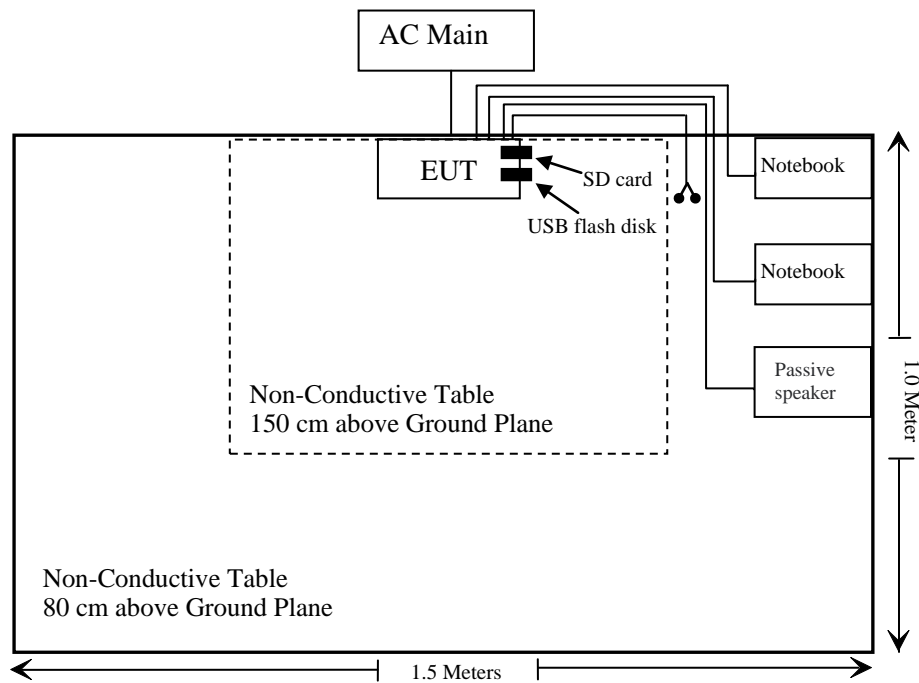 AC Main
EUT
SD card
USB flash disk
Notebook
Notebook
Passive
speaker
Non-Conductive Table
150 cm above Ground Plane
Non-Conductive Table
80 cm above Ground Plane
1.0 Meter
1.5 Meters